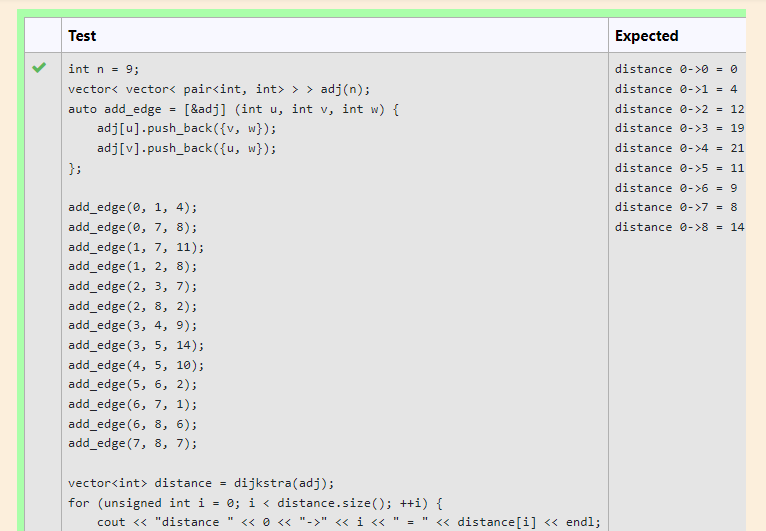 Test Expected
int n = 9;
vector< vector< pair<int, int> > > adj(n);
auto add_edge = [&adj] (int u, int v, int w) {
    adj[u].push_back({v, w});
    adj[v].push_back({u, w});
};
add_edge(0, 1, 4);
add_edge(0, 7, 8);
add_edge(1, 7, 11);
add_edge(1, 2, 8);
add_edge(2, 3, 7);
add_edge(2, 8, 2);
add_edge(3, 4, 9);
add_edge(3, 5, 14);
add_edge(4, 5, 10);
add_edge(5, 6, 2);
add_edge(6, 7, 1);
add_edge(6, 8, 6);
add_edge(7, 8, 7);
vector<int> distance = dijkstra(adj);
for (unsigned int i = 0; i < distance.size(); ++i) {
    cout << "distance " << 0 << "->" << i << " = " << distance[i] << endl;
distance 0->0 = 0
distance 0->1 = 4
distance 0->2 = 12
distance 0->3 = 19
distance 0->4 = 21
distance 0->5 = 11
distance 0->6 = 9
distance 0->7 = 8
distance 0->8 = 14